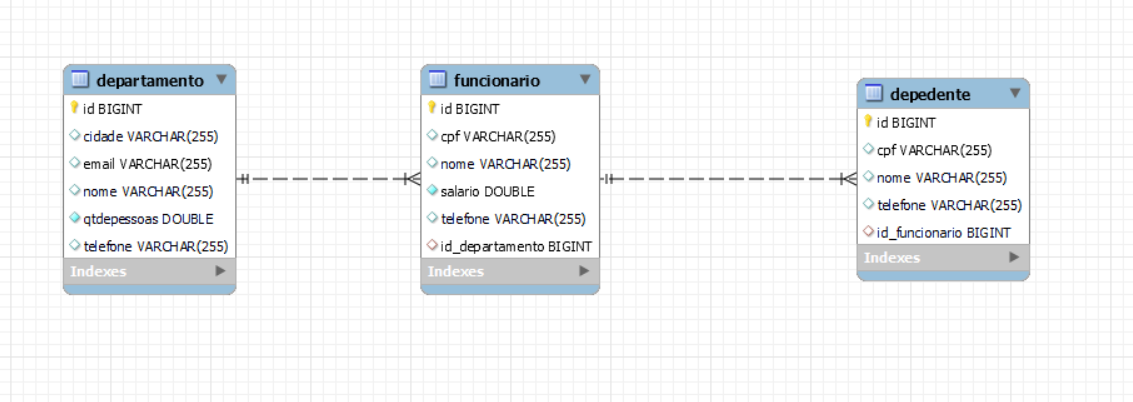 departamento
id BIGINT
cidade VARCHAR(255)
email VARCHAR(255)
nome VARCHAR(255)
qtdepessoas DOUBLE
telefone VARCHAR(255)
Indexes
funcionario
id BIGINT
cpf VARCHAR(255)
nome VARCHAR(255)
salario DOUBLE
telefone VARCHAR(255)
id_departamento BIGINT
Indexes
depedente
id BIGINT
cpf VARCHAR(255)
nome VARCHAR(255)
telefone VARCHAR(255)
id_funcionario BIGINT
Indexes